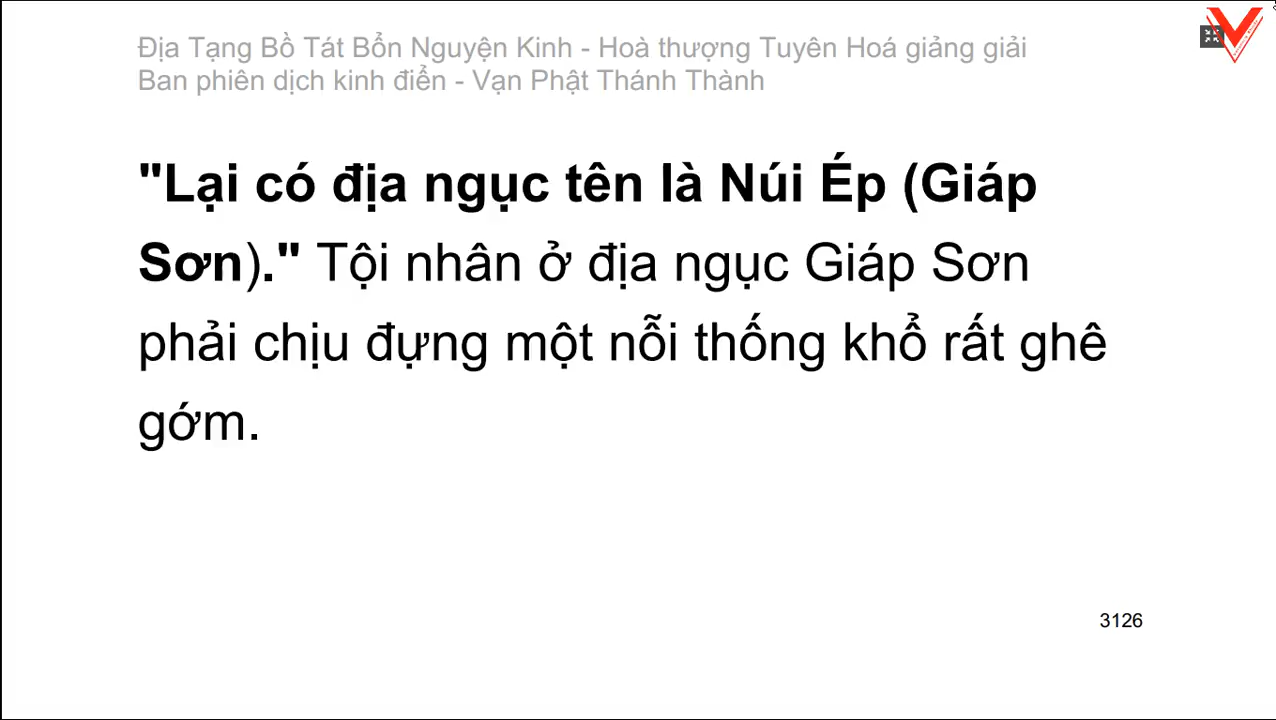 Địa Tạng Bồ Tát Bổn Nguyện Kinh - Hoà thượng Tuyên Hoá giảng giải
Ban phiên dịch kinh điển - Vạn Phật Thánh Thành
"Lại có địa ngục tên là Núi Ép (Giáp
Sơn)." Tội nhân ở địa ngục Giáp Sơn
phải chịu đựng một nỗi thống khổ rất ghê
gớm.
3126